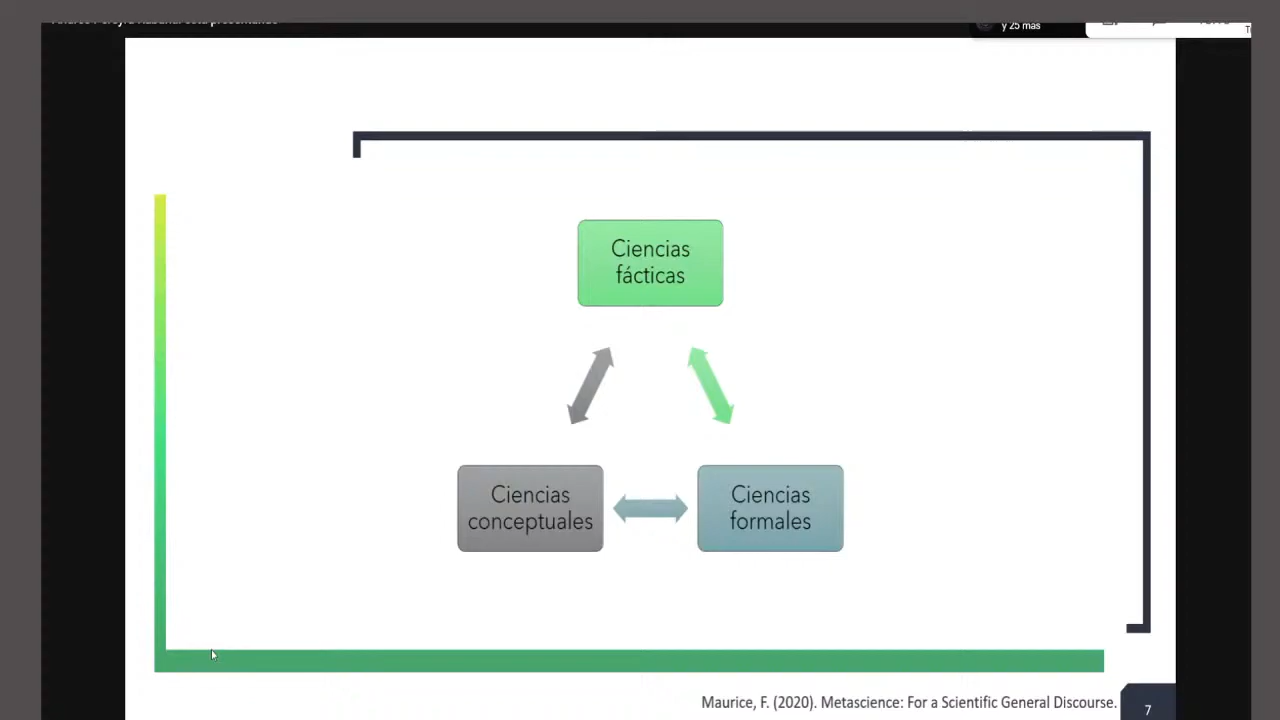 y 25 más
Ciencias
fácticas
Ciencias
conceptuales
Ciencias
formales
Maurice, F. (2020). Metascience: For a Scientific General Discourse.
7